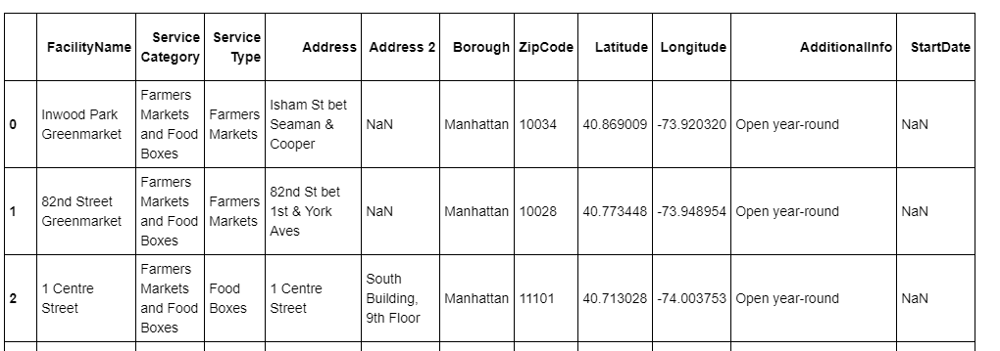 FacilityName Service Category Service Type Address Address 2 Borough ZipCode Latitude Longitude AdditionalInfo StartDate
0 Inwood Park Greenmarket Farmers Markets and Food Boxes Farmers Markets Isham St bet Seaman & Cooper NaN Manhattan 10034 40.869009 -73.920320 Open year-round NaN
1 82nd Street Greenmarket Farmers Markets and Food Boxes Farmers Markets 82nd St bet 1st & York Aves NaN Manhattan 10028 40.773448 -73.948954 Open year-round NaN
2 1 Centre Street Farmers Markets and Food Boxes Food Boxes 1 Centre Street South Building, 9th Floor Manhattan 11101 40.713028 -74.003753 Open year-round NaN